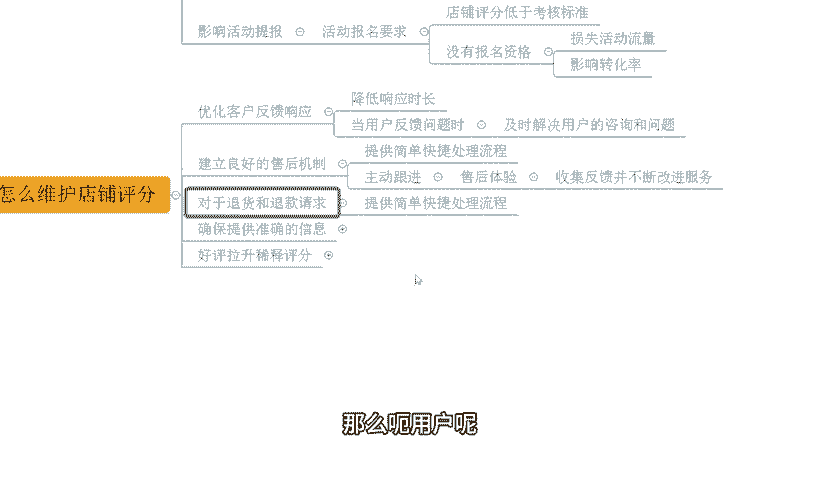 店铺评分低于考核标准
影响活动提报 活动报名要求
没有报名资格
损失活动流量
影响转化率
优化客户反馈响应
降低响应时长
当用户反馈问题时 及时解决用户的咨询和问题
建立良好的售后机制
提供简单快捷处理流程
主动跟进 售后体验 收集反馈并不断改进服务
怎么维护店铺评分
对于退货和退款请求 提供简单快捷处理流程
确保提供准确的信息
好评拉升稀释评分
那么呃用户呢